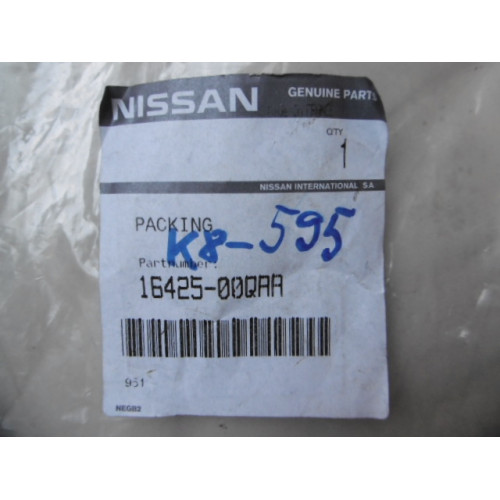 NISSAN
GENUINE PARTS
QTY
1
NISSAN INTERNATIONAL SA
PACKING
K8-595
Partnumber:
16425-00QAA
951
NEGB2